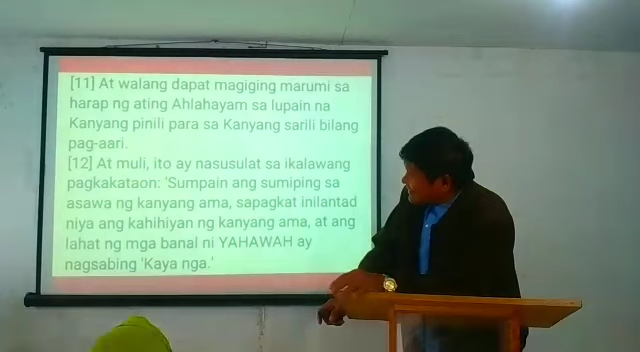 [11] At walang dapat magiging marumi sa
harap ng ating Ahlahayam sa lupain na
Kanyang pinili para sa Kanyang sarili bilang
pag-aari.
[12] At muli, ito ay nasusulat sa ikalawang
pagkakataon: 'Sumpain ang sumiping sa
asawa ng kanyang ama, sapagkat inilantad
niya ang kahihiyan ng kanyang ama, at ang
lahat ng mga banal ni YAHAWAH ay
nagsabing 'Kaya nga.'